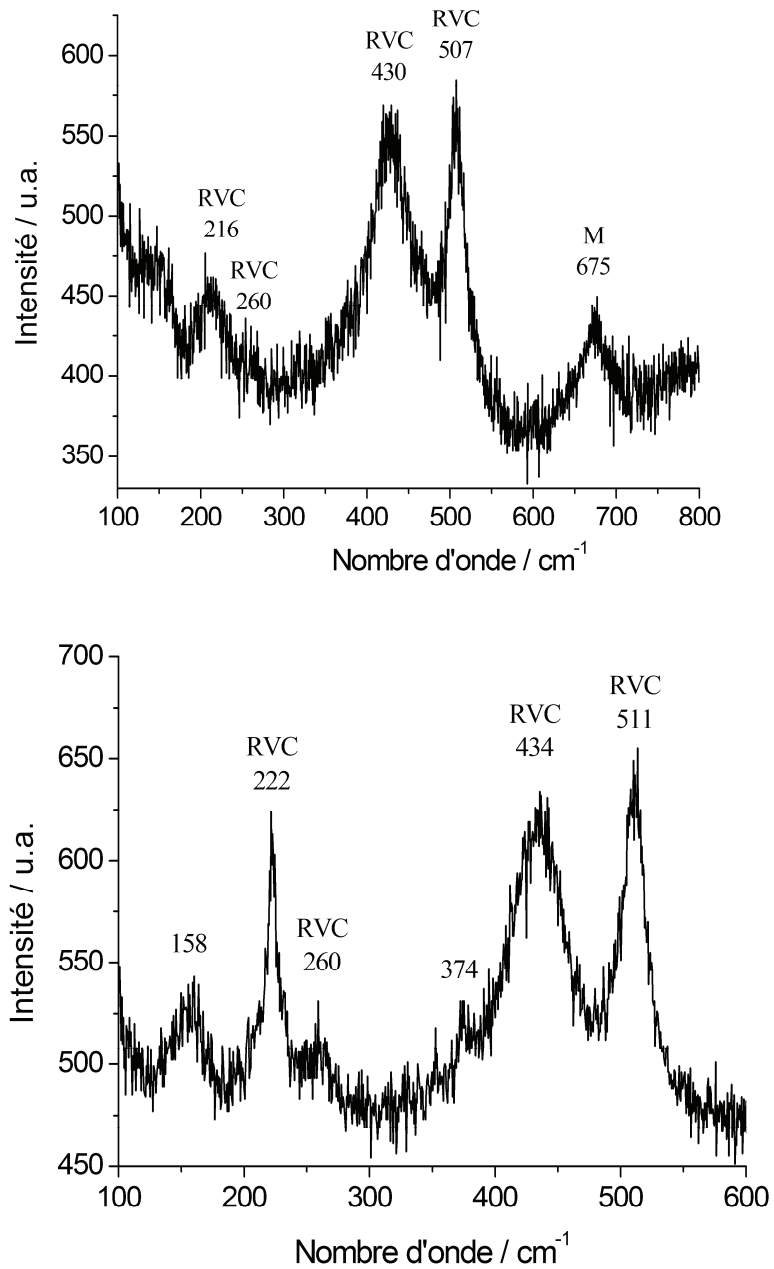 RVC
507
RVC
430
RVC
216
RVC
260
M
675
600
550
500
450
400
350
Intensité / u.a.
100 200 300 400 500 600 700 800
Nombre d'onde / cm-1
RVC
511
RVC
434
RVC
222
RVC
260
158
374
700
650
600
550
500
450
Intensité / u.a.
100 200 300 400 500 600
Nombre d'onde / cm-1